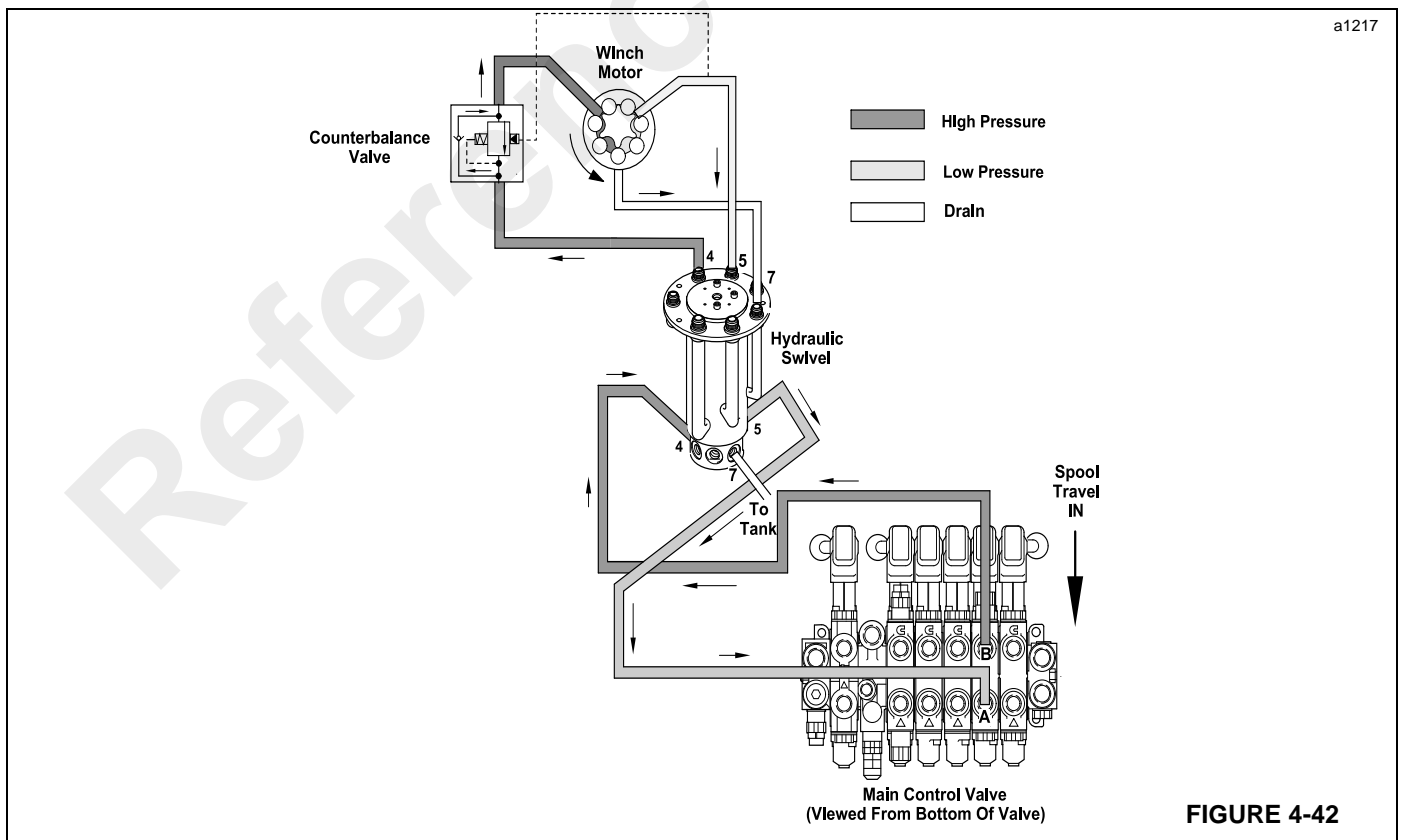 a1217
Winch
Motor
Counterbalance
Valve
High Pressure
Low Pressure
Drain
4
5
7
Hydraulic
Swivel
4
5
7
To
Tank
Spool
Travel
IN
B
A
Main Control Valve
(Viewed From Bottom Of Valve)
FIGURE 4-42
Referenc